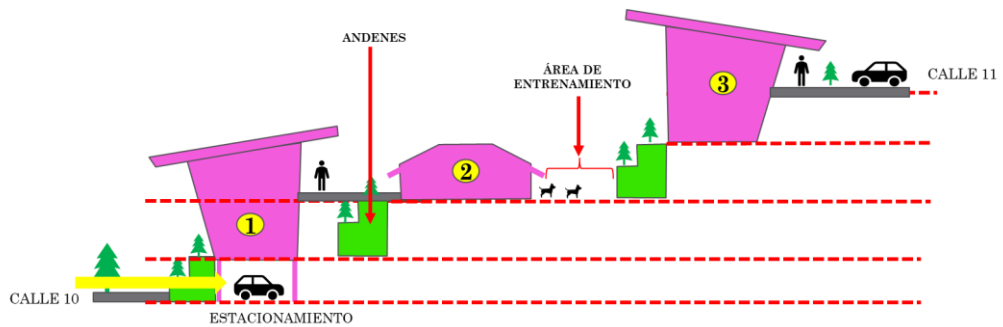 ANDENES
ÁREA DE
ENTRENAMIENTO
3
CALLE 11
2
1
CALLE 10
ESTACIONAMIENTO